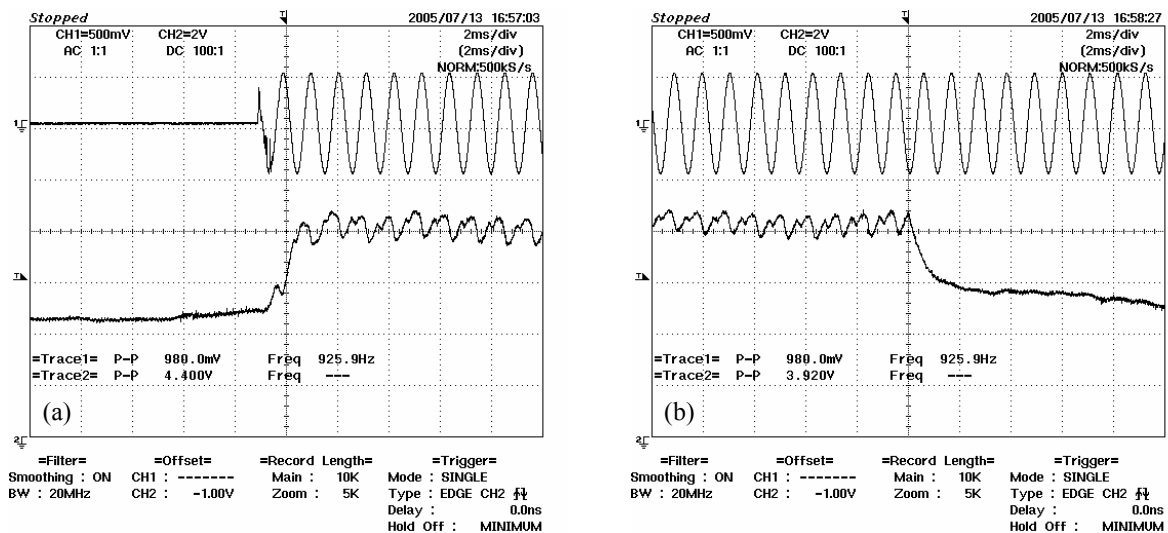 Stopped 2005/07/13 16:57:03
CH1=500mV CH2=2V 2ms/div
AC 1:1 DC 100:1 (2ms/div)
NORM:500kS/s
1
T
=Trace1= P-P 980.0mV Freq 925.9Hz
=Trace2= P-P 4.400V Freq ---
(a)
2
=Filter= =Offset= =Record Length= =Trigger=
Smoothing : ON CH1 : ------- Main : 10K Mode : SINGLE
BW : 20MHz CH2 : -1.00V Zoom : 5K Type : EDGE CH2
Delay : 0.0ns
Hold Off : MINIMUM
Stopped 2005/07/13 16:58:27
CH1=500mV CH2=2V 2ms/div
AC 1:1 DC 100:1 (2ms/div)
NORM:500kS/s
1
T
=Trace1= P-P 980.0mV Freq 925.9Hz
=Trace2= P-P 3.920V Freq ---
(b)
2
=Filter= =Offset= =Record Length= =Trigger=
Smoothing : ON CH1 : ------- Main : 10K Mode : SINGLE
BW : 20MHz CH2 : -1.00V Zoom : 5K Type : EDGE CH2
Delay : 0.0ns
Hold Off : MINIMUM